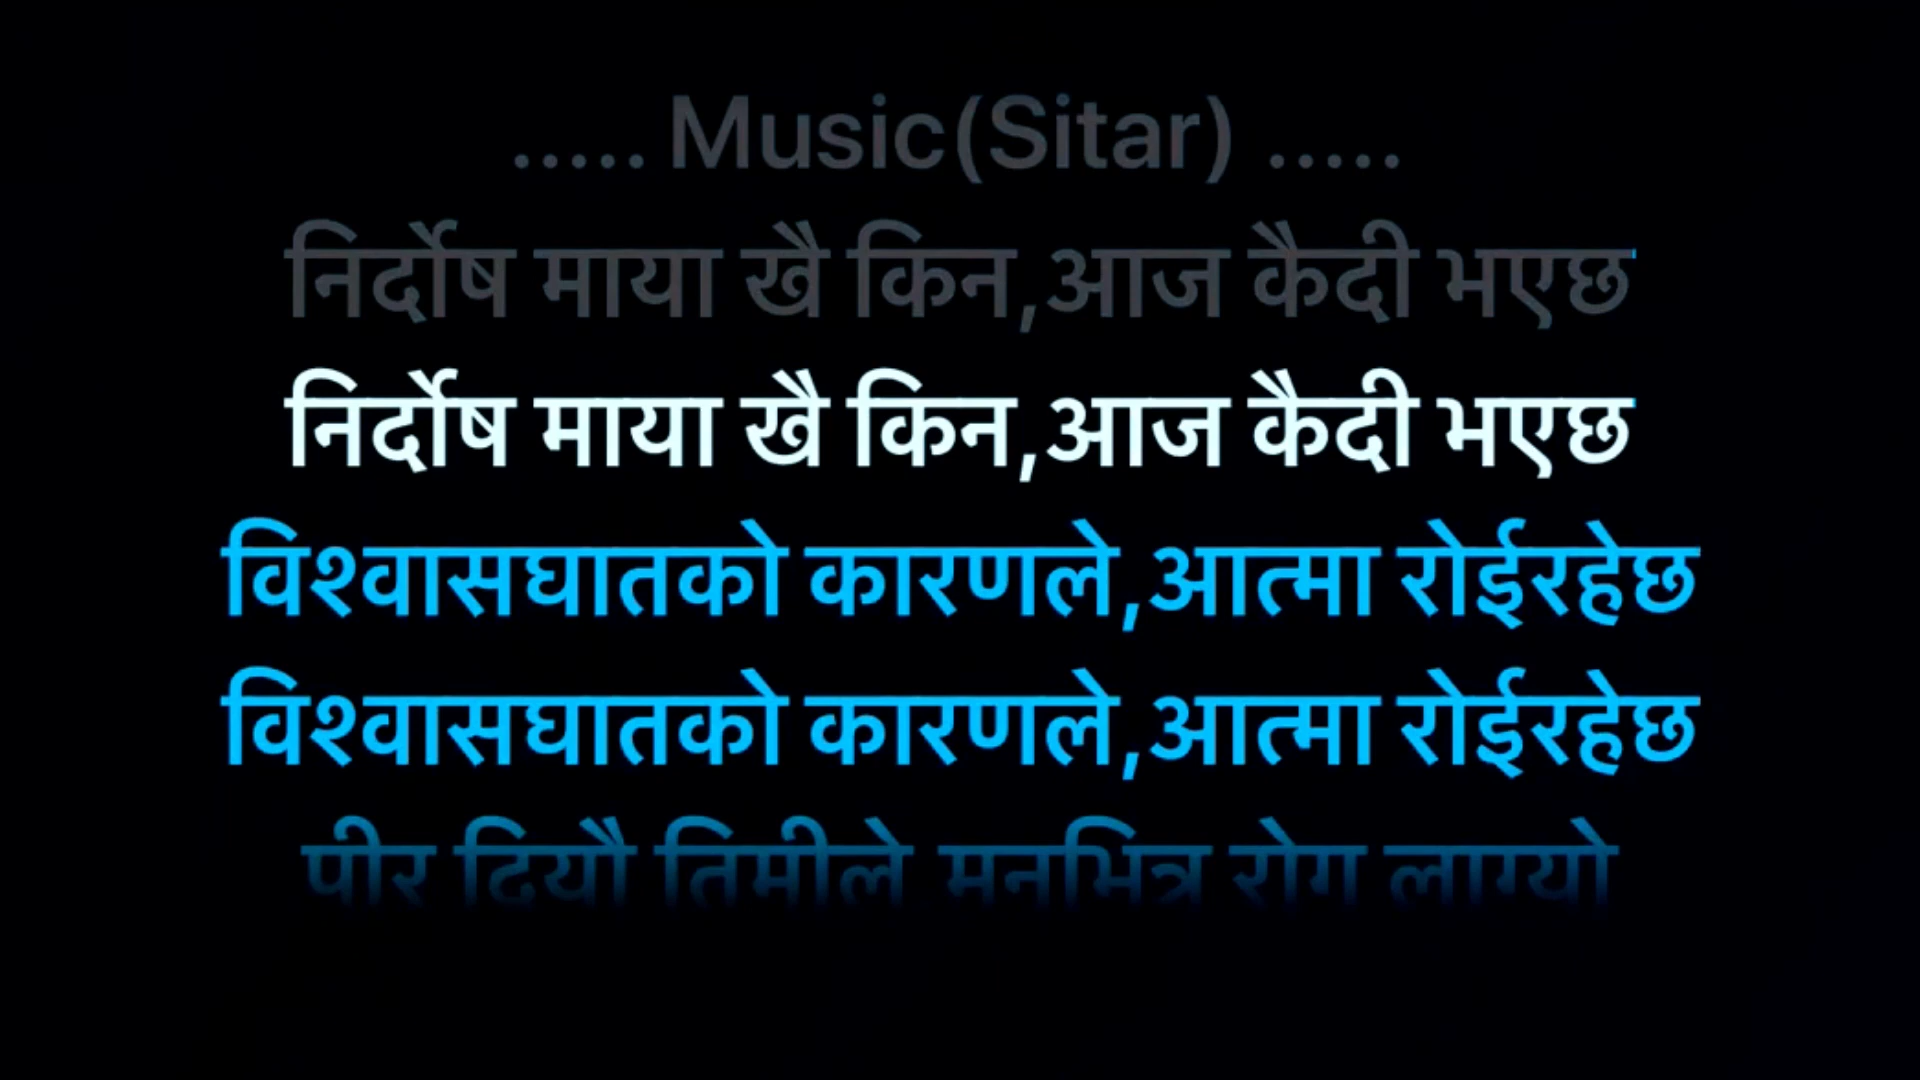 ..... Music(Sitar) .....
निर्दोष माया खै किन,आज कैदी भएछ
निर्दोष माया खै किन,आज कैदी भएछ
विश्वासघातको कारणले,आत्मा रोईरहेछ
विश्वासघातको कारणले,आत्मा रोईरहेछ
पीर दियौ तिमीले मनभित्र रोग लाग्यो